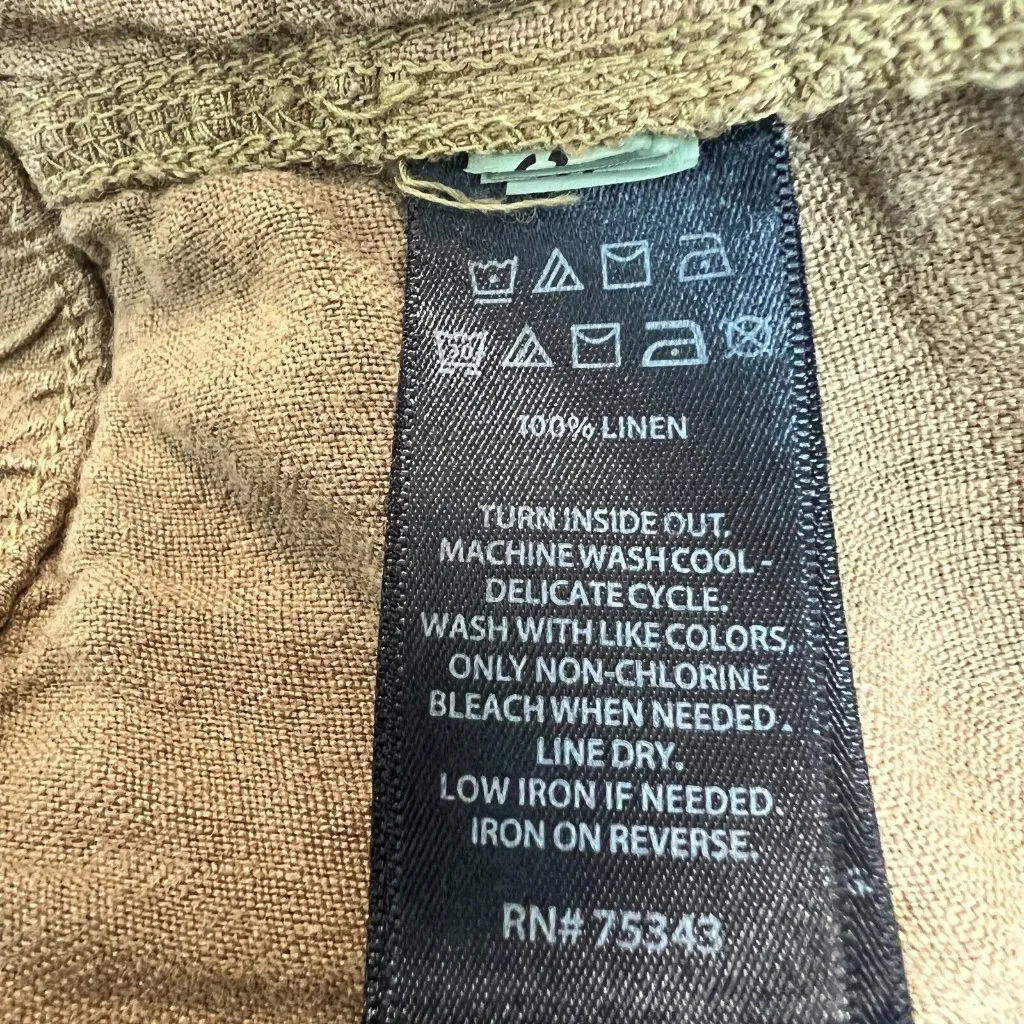 30
100% LINEN
TURN INSIDE OUT.
MACHINE WASH COOL -
DELICATE CYCLE.
WASH WITH LIKE COLORS.
ONLY NON-CHLORINE
BLEACH WHEN NEEDED.
LINE DRY.
LOW IRON IF NEEDED
IRON ON REVERSE.
RN# 75343